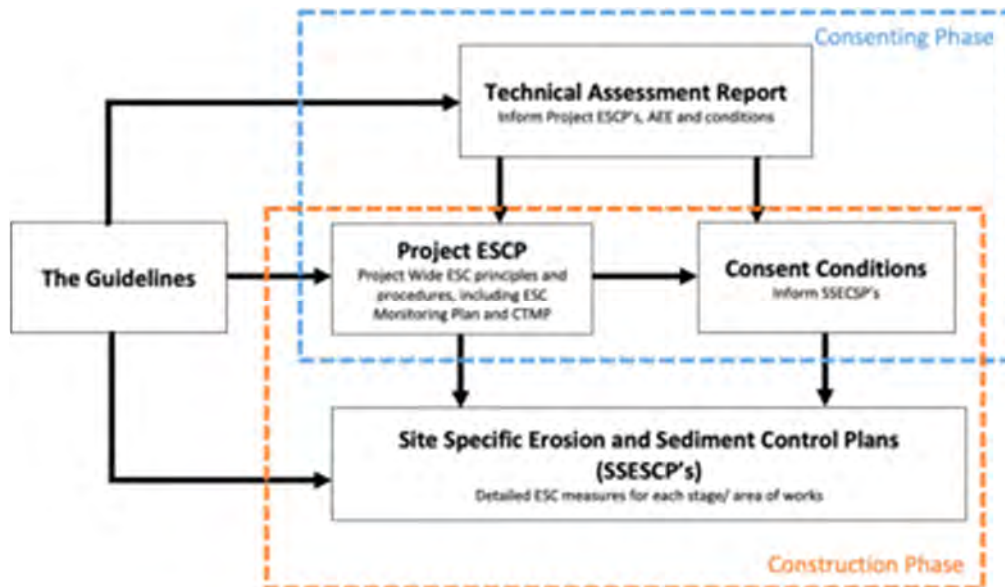 Consenting Phase
Technical Assessment Report
Inform Project ESCP's, AEE and conditions
The Guidelines
Project ESCP
Project Wide ESC principles and
procedures, including ESC
Monitoring Plan and CTMP
Consent Conditions
Inform SSECSP's
Site Specific Erosion and Sediment Control Plans
(SSESCP's)
Detailed ESC measures for each stage/ area of works
Construction Phase